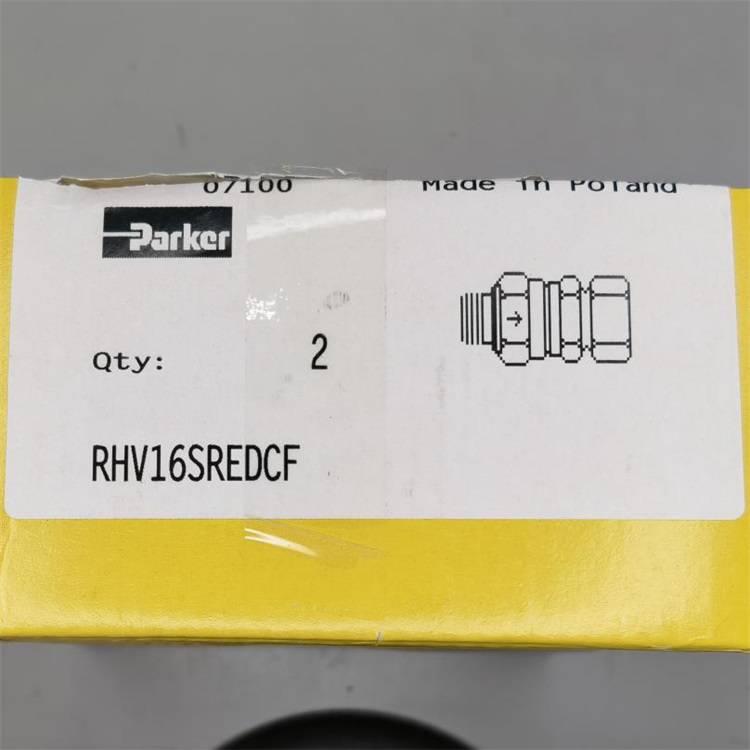 07100 Made in Poland
Parker
Qty: 2
RHV16SREDCF